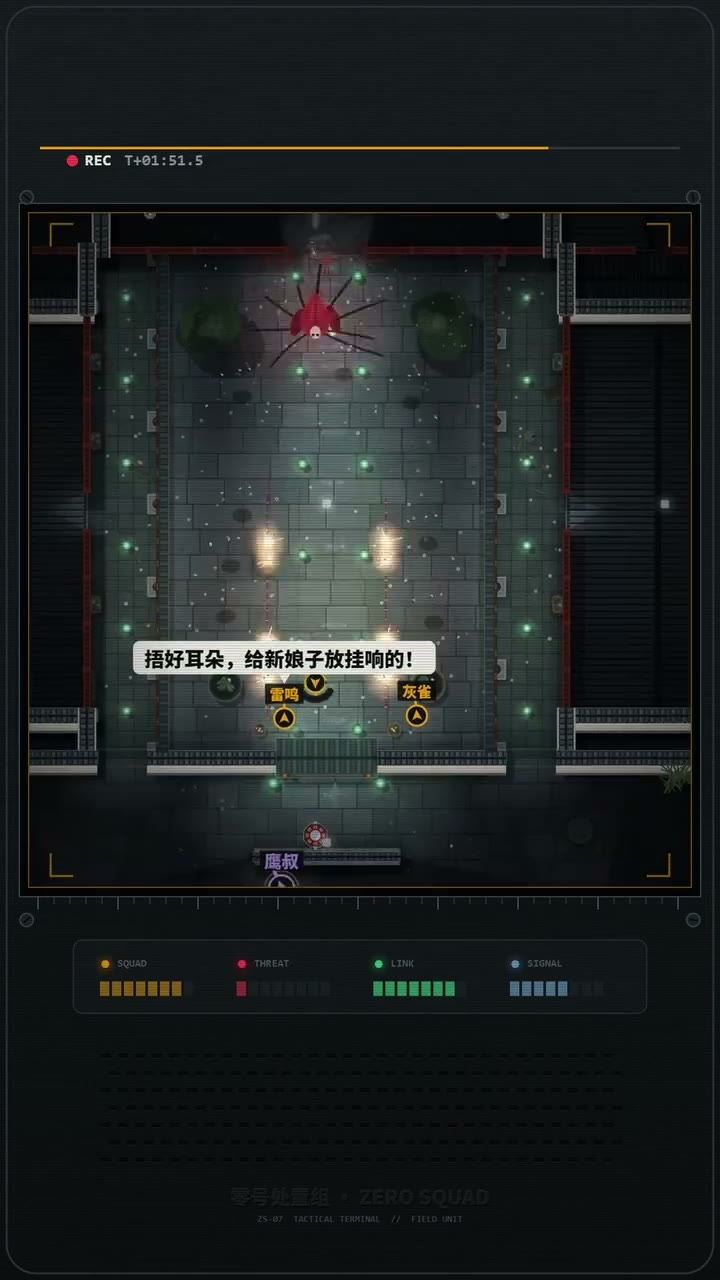 REC T+01:51.5
捂好耳朵，给新娘子放挂响的！
雷鸣
灰雀
鹰叔
SQUAD
THREAT
LINK
SIGNAL
零号处置组 · ZERO SQUAD
ZS-07 TACTICAL TERMINAL // FIELD UNIT